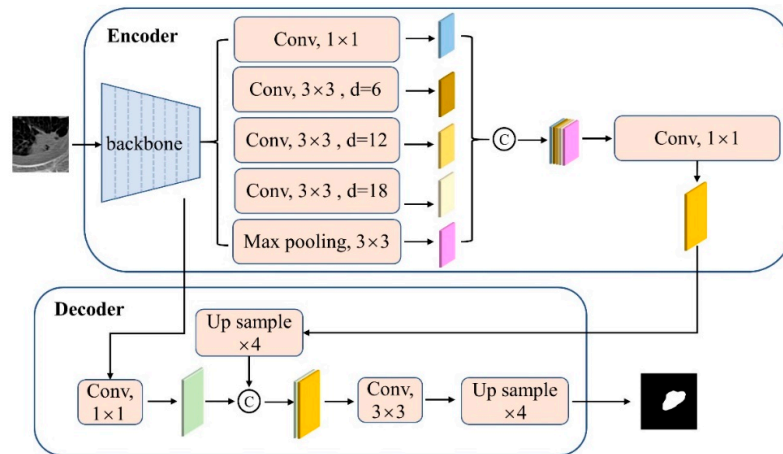 Encoder
backbone
Conv, 1×1
Conv, 3×3 , d=6
Conv, 3×3 , d=12
Conv, 3×3 , d=18
Max pooling, 3×3
C
Conv, 1×1
Decoder
Up sample
×4
Conv,
1×1
C
Conv,
3×3
Up sample
×4